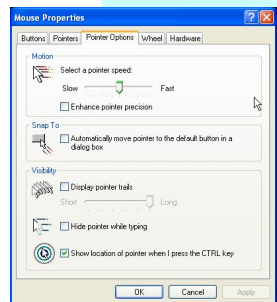 Mouse Properties
Buttons Pointers Pointer Options Wheel Hardware
Motion
Select a pointer speed:
Slow Fast
Enhance pointer precision
Snap To
Automatically move pointer to the default button in a
dialog box
Visibility
Display pointer trails
Short Long
Hide pointer while typing
Show location of pointer when I press the CTRL key
OK Cancel Apply